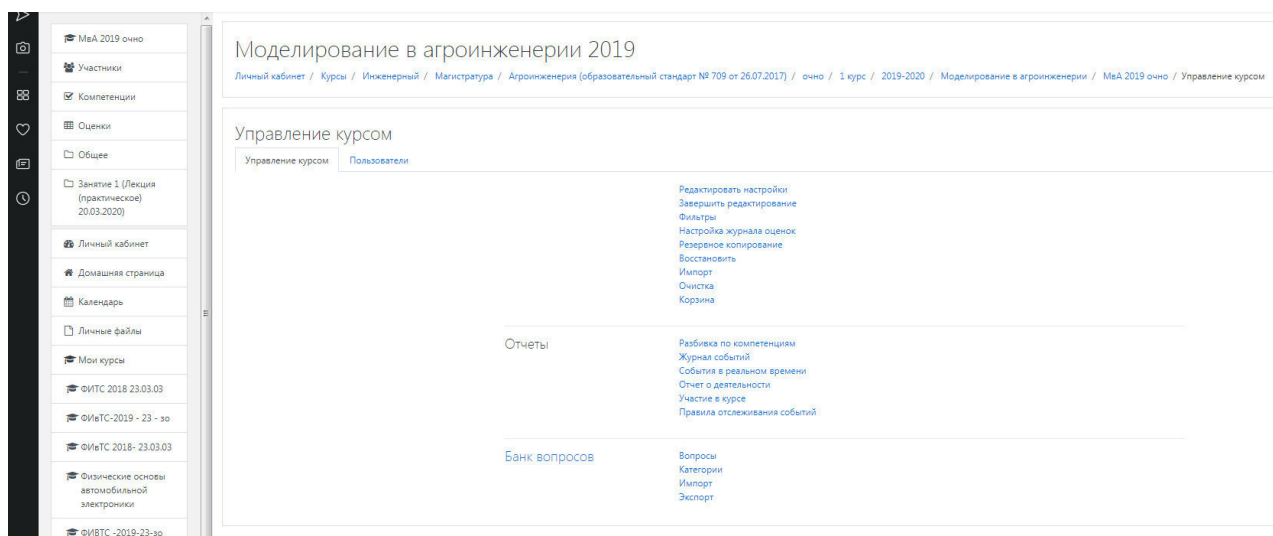 МвА 2019 очно
Участники
Компетенции
Оценки
Общее
Занятие 1 (Лекция
(практическое)
20.03.2020)
Личный кабинет
Домашняя страница
Календарь
Личные файлы
Мои курсы
ФИТС 2018 23.03.03
ФИвТС-2019 - 23 - зо
ФИвТС 2018- 23.03.03
Физические основы
автомобильной
электроники
ФИВТС -2019-23-зо
Моделирование в агроинженерии 2019
Личный кабинет / Курсы / Инженерный / Магистратура / Агроинженерия (образовательный стандарт № 709 от 26.07.2017) / очно / 1 курс / 2019-2020 / Моделирование в агроинженерии / МвА 2019 очно / Управление курсом
Управление курсом
Управление курсом Пользователи
Редактировать настройки
Завершить редактирование
Фильтры
Настройка журнала оценок
Резервное копирование
Восстановить
Импорт
Очистка
Корзина
Отчеты
Разбивка по компетенциям
Журнал событий
События в реальном времени
Отчет о деятельности
Участие в курсе
Правила отслеживания событий
Банк вопросов
Вопросы
Категории
Импорт
Экспорт